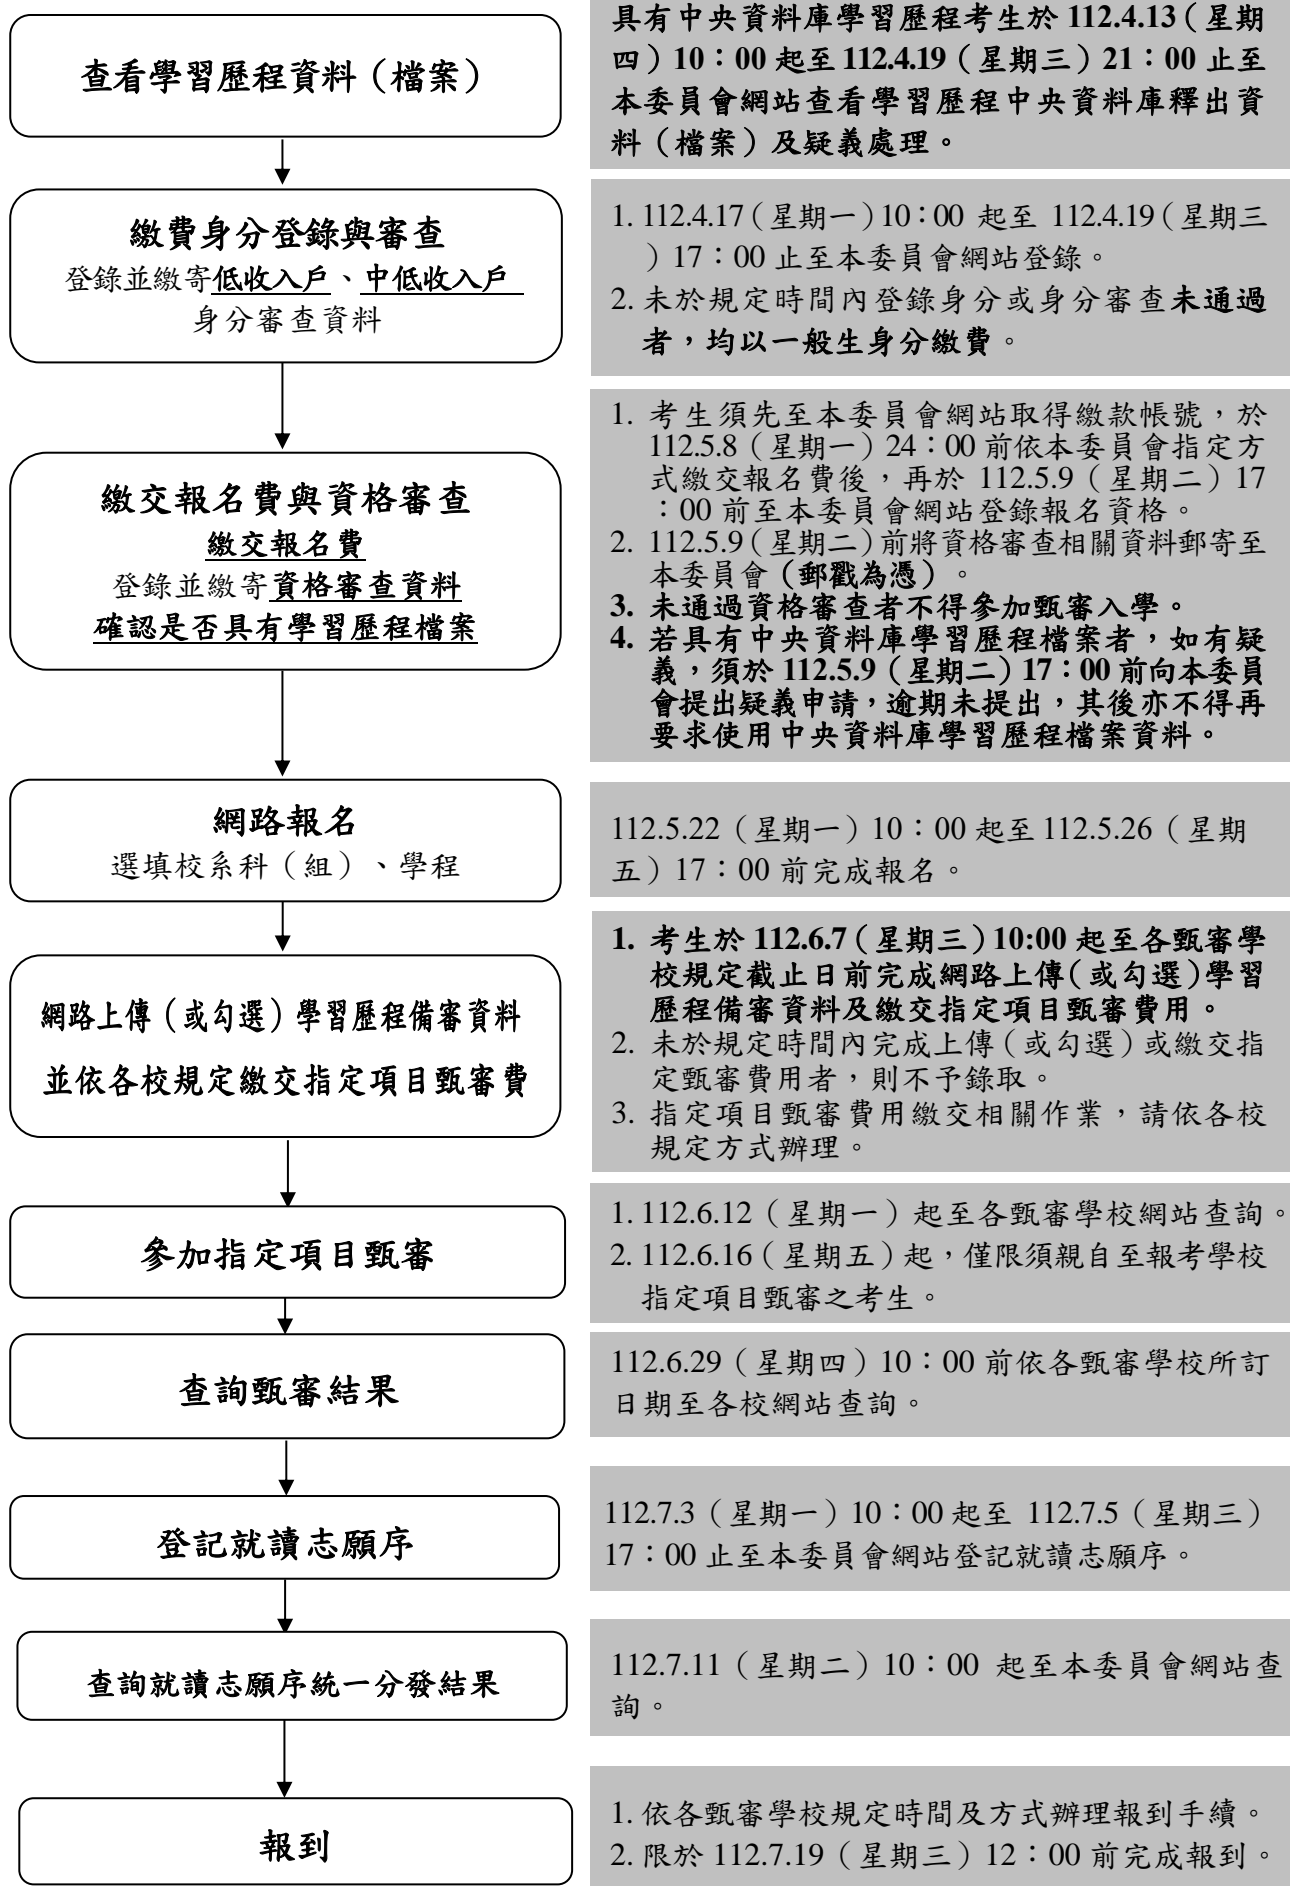 查看學習歷程資料（檔案）
具有中央資料庫學習歷程考生於 112.4.13（星期
四）10：00 起至 112.4.19（星期三）21：00 止至
本委員會網站查看學習歷程中央資料庫釋出資
料（檔案）及疑義處理。
繳費身分登錄與審查
登錄並繳寄低收入戶、中低收入戶
身分審查資料
1. 112.4.17（星期一）10：00 起至 112.4.19（星期三
）17：00 止至本委員會網站登錄。
2. 未於規定時間內登錄身分或身分審查未通過
者，均以一般生身分繳費。
繳交報名費與資格審查
繳交報名費
登錄並繳寄資格審查資料
確認是否具有學習歷程檔案
1. 考生須先至本委員會網站取得繳款帳號，於
112.5.8（星期一）24：00 前依本委員會指定方
式繳交報名費後，再於 112.5.9（星期二）17
：00 前至本委員會網站登錄報名資格。
2. 112.5.9（星期二）前將資格審查相關資料郵寄至
本委員會（郵戳為憑）。
3. 未通過資格審查者不得參加甄審入學。
4. 若具有中央資料庫學習歷程檔案者，如有疑
義，須於 112.5.9（星期二）17：00 前向本委員
會提出疑義申請，逾期未提出，其後亦不得再
要求使用中央資料庫學習歷程檔案資料。
網路報名
選填校系科（組）、學程
112.5.22（星期一）10：00 起至 112.5.26（星期
五）17：00 前完成報名。
網路上傳（或勾選）學習歷程備審資料
並依各校規定繳交指定項目甄審費
1. 考生於 112.6.7（星期三）10:00 起至各甄審學
校規定截止日前完成網路上傳（或勾選）學習
歷程備審資料及繳交指定項目甄審費用。
2. 未於規定時間內完成上傳（或勾選）或繳交指
定甄審費用者，則不予錄取。
3. 指定項目甄審費用繳交相關作業，請依各校
規定方式辦理。
參加指定項目甄審
1. 112.6.12（星期一）起至各甄審學校網站查詢。
2. 112.6.16（星期五）起，僅限須親自至報考學校
指定項目甄審之考生。
查詢甄審結果
112.6.29（星期四）10：00 前依各甄審學校所訂
日期至各校網站查詢。
登記就讀志願序
112.7.3（星期一）10：00 起至 112.7.5（星期三）
17：00 止至本委員會網站登記就讀志願序。
查詢就讀志願序統一分發結果
112.7.11（星期二）10：00 起至本委員會網站查
詢。
報到
1. 依各甄審學校規定時間及方式辦理報到手續。
2. 限於 112.7.19（星期三）12：00 前完成報到。